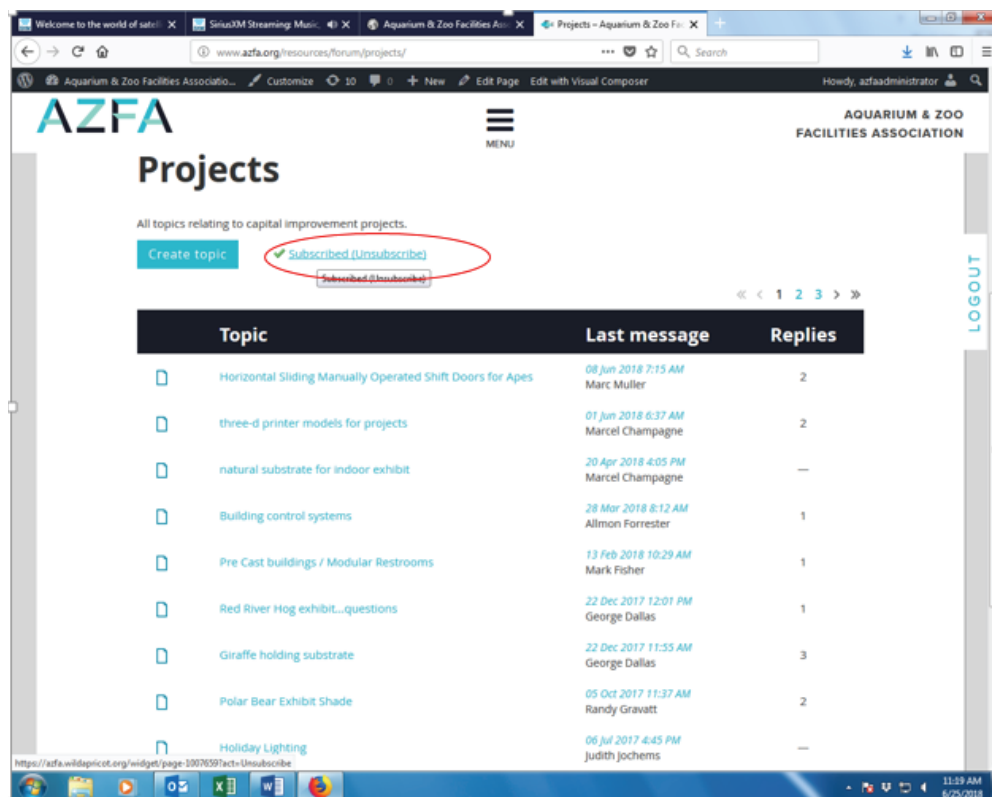 Welcome to the world of satell
SiriusXM Streaming: Music,
Aquarium & Zoo Facilities Ass
Projects – Aquarium & Zoo Fac
www.azfa.org/resources/forum/projects/
Search
Aquarium & Zoo Facilities Associatio...
Customize
10
0
+ New
Edit Page
Edit with Visual Composer
Howdy, azfaadministrator
AZFA
MENU
AQUARIUM & ZOO
FACILITIES ASSOCIATION
Projects
All topics relating to capital improvement projects.
Create topic
Subscribed (Unsubscribe)
Subscribed (Unsubscribe)
« < 1 2 3 > »
LOGOUT
Topic Last message Replies
Horizontal Sliding Manually Operated Shift Doors for Apes 08 Jun 2018 7:15 AM 2
Marc Muller
three-d printer models for projects 01 Jun 2018 6:37 AM 2
Marcel Champagne
natural substrate for indoor exhibit 20 Apr 2018 4:05 PM —
Marcel Champagne
Building control systems 28 Mar 2018 8:12 AM 1
Allmon Forrester
Pre Cast buildings / Modular Restrooms 13 Feb 2018 10:29 AM 1
Mark Fisher
Red River Hog exhibit...questions 22 Dec 2017 12:01 PM 1
George Dallas
Giraffe holding substrate 22 Dec 2017 11:55 AM 3
George Dallas
Polar Bear Exhibit Shade 05 Oct 2017 11:37 AM 2
Randy Gravatt
Holiday Lighting 06 Jul 2017 4:45 PM —
Judith Jochems
https://azfa.wildapricot.org/widget/page-1007659?act=Unsubscribe
11:19 AM
6/25/2018